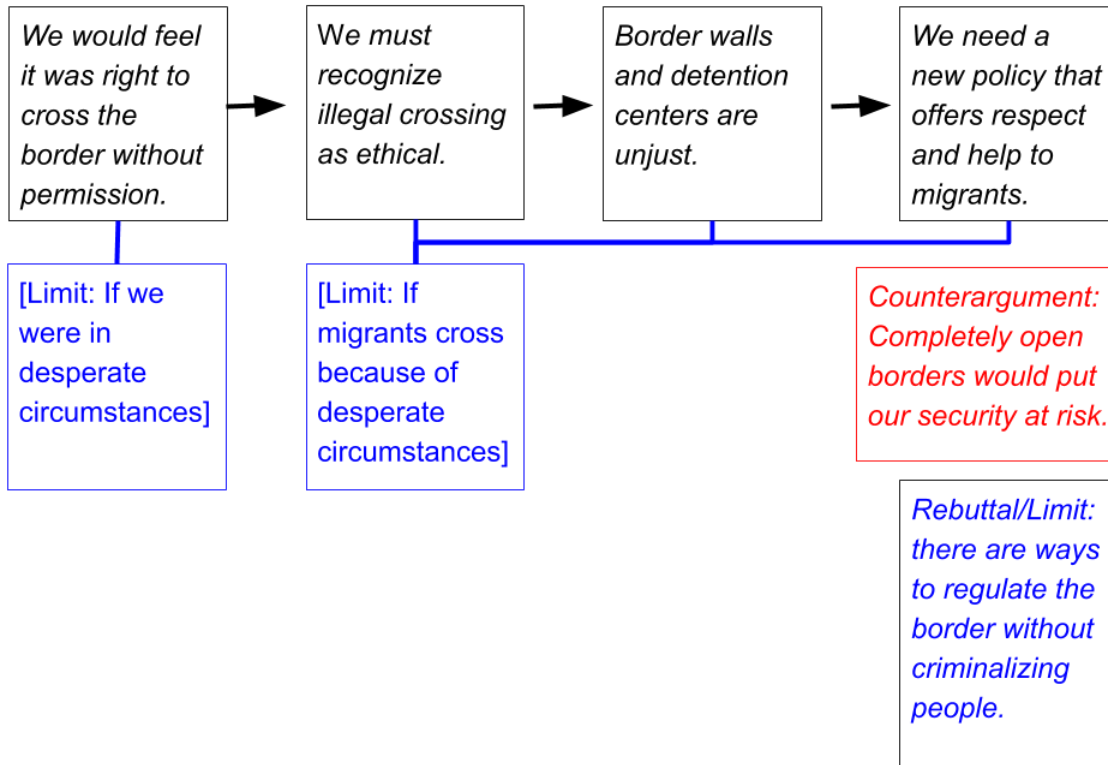 We would feel
it was right to
cross the
border without
permission.
We must
recognize
illegal crossing
as ethical.
Border walls
and detention
centers are
unjust.
We need a
new policy that
offers respect
and help to
migrants.
[Limit: If we
were in
desperate
circumstances]
[Limit: If
migrants cross
because of
desperate
circumstances]
Counterargument:
Completely open
borders would put
our security at risk.
Rebuttal/Limit:
there are ways
to regulate the
border without
criminalizing
people.